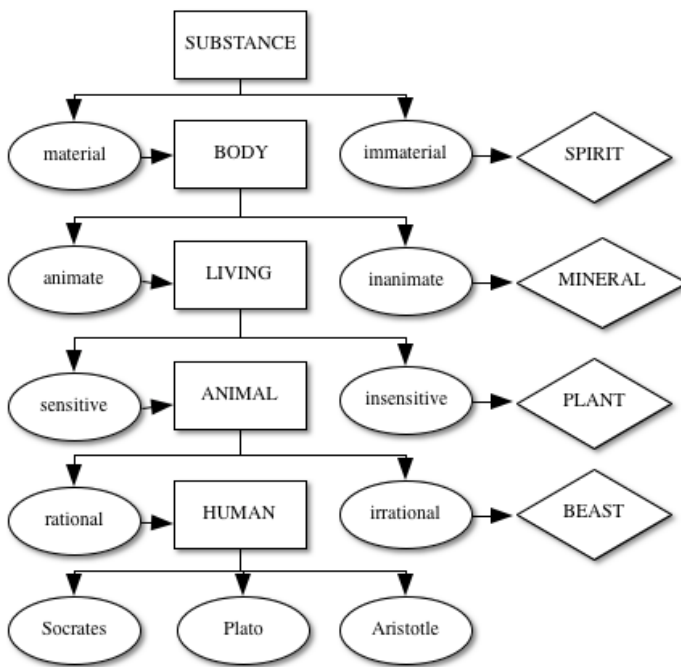 SUBSTANCE
material
BODY
immaterial
SPIRIT
animate
LIVING
inanimate
MINERAL
sensitive
ANIMAL
insensitive
PLANT
rational
HUMAN
irrational
BEAST
Socrates
Plato
Aristotle